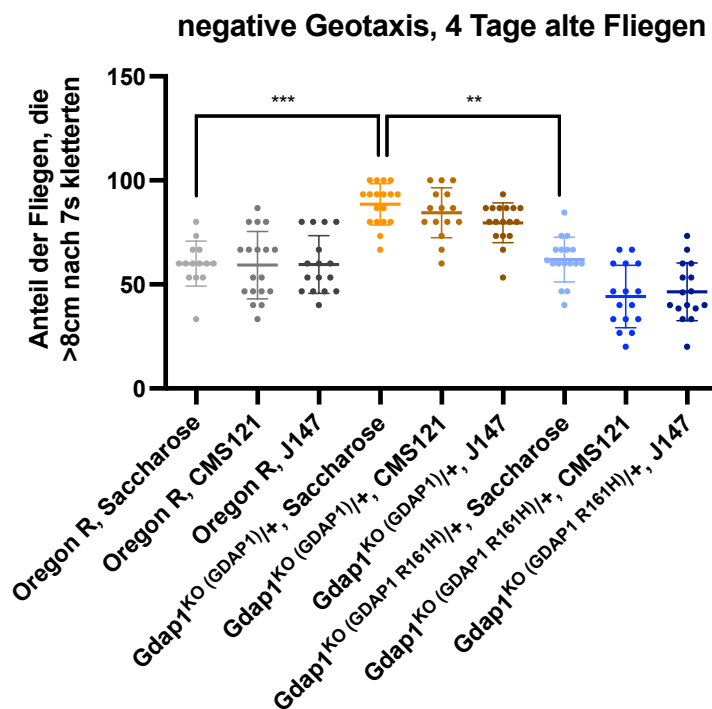 negative Geotaxis, 4 Tage alte Fliegen
Anteil der Fliegen, die
>8cm nach 7s kletterten
150
100
50
0
***
**
Oregon R, Saccharose
Oregon R, CMS121
Oregon R, J147
Gdap1KO (GDAP1)/+, Saccharose
Gdap1KO (GDAP1)/+, CMS121
Gdap1KO (GDAP1)/+, J147
Gdap1KO (GDAP1 R161H)/+, Saccharose
Gdap1KO (GDAP1 R161H)/+, CMS121
Gdap1KO (GDAP1 R161H)/+, J147